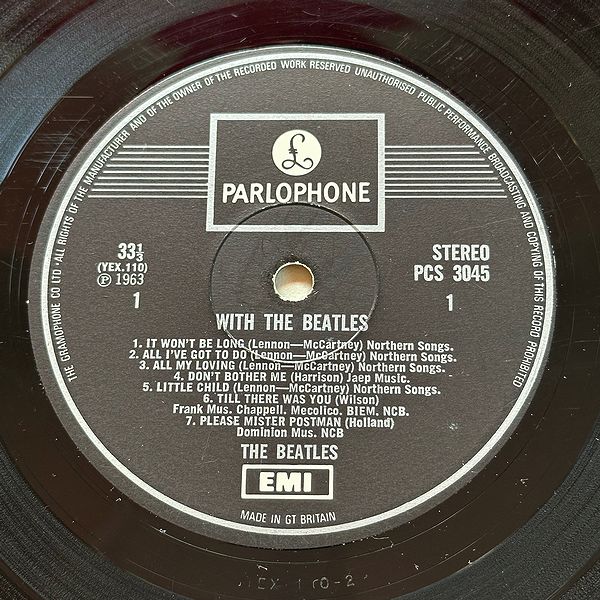 THE GRAMOPHONE CO LTD · ALL RIGHTS OF THE MANUFACTURER AND OF THE OWNER OF THE RECORDED WORK RESERVED UNAUTHORISED PUBLIC PERFORMANCE BROADCASTING AND COPYING OF THIS RECORD PROHIBITED
£
PARLOPHONE
33⅓
(YEX.110)
Ⓟ 1963
1
STEREO
PCS 3045
1
WITH THE BEATLES
1. IT WON'T BE LONG (Lennon—McCartney) Northern Songs.
2. ALL I'VE GOT TO DO (Lennon—McCartney) Northern Songs.
3. ALL MY LOVING (Lennon—McCartney) Northern Songs.
4. DON'T BOTHER ME (Harrison) Jaep Music.
5. LITTLE CHILD (Lennon—McCartney) Northern Songs.
6. TILL THERE WAS YOU (Wilson)
Frank Mus. Chappell. Mecolico. BIEM. NCB.
7. PLEASE MISTER POSTMAN (Holland)
Dominion Mus. NCB
THE BEATLES
EMI
MADE IN GT BRITAIN